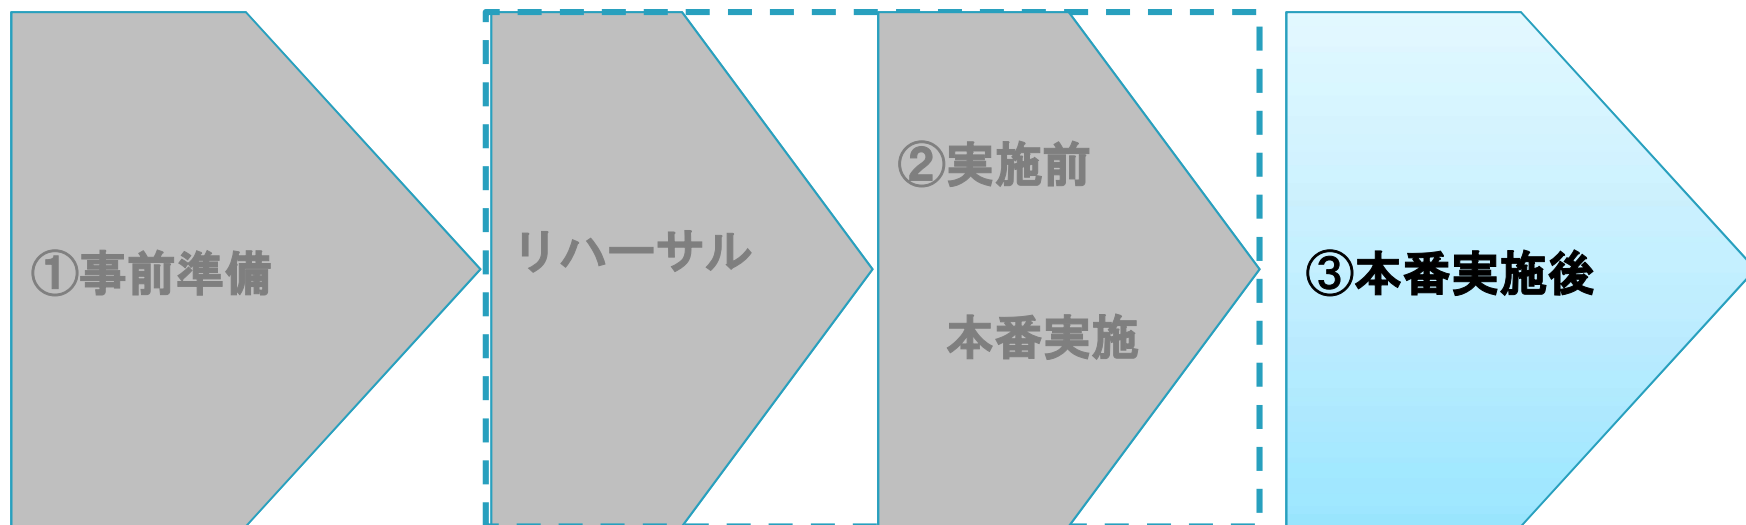 ①事前準備
リハーサル
②実施前
本番実施
③本番実施後